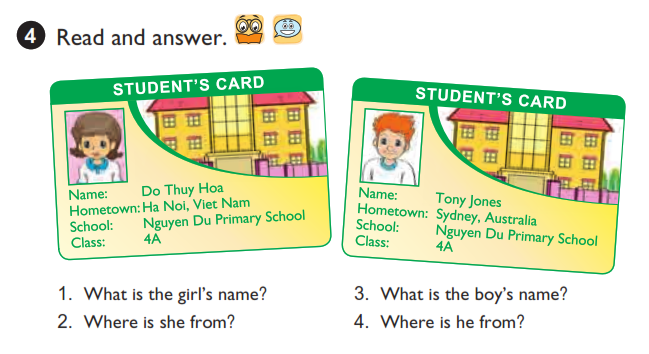 4 Read and answer.
STUDENT'S CARD
Name: Do Thuy Hoa
Hometown: Ha Noi, Viet Nam
School: Nguyen Du Primary School
Class: 4A
STUDENT'S CARD
Name: Tony Jones
Hometown: Sydney, Australia
School: Nguyen Du Primary School
Class: 4A
1. What is the girl's name?
2. Where is she from?
3. What is the boy's name?
4. Where is he from?